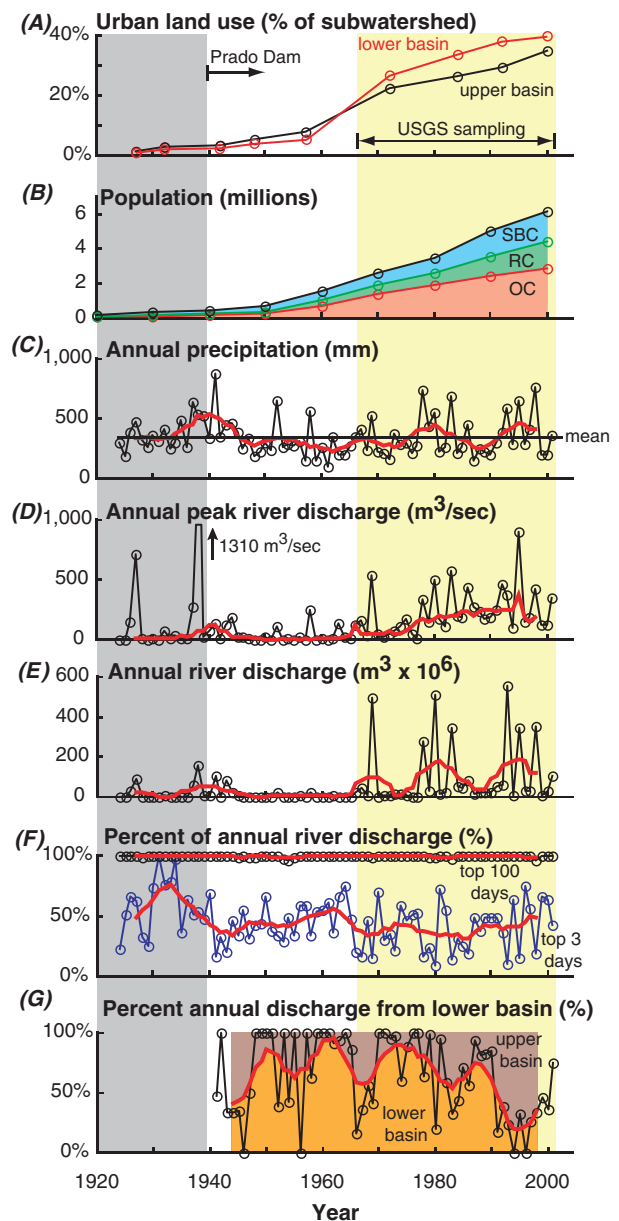 (A) Urban land use (% of subwatershed)
40%
20%
0%
Prado Dam
lower basin
upper basin
USGS sampling
(B) Population (millions)
6
4
2
0
SBC
RC
OC
(C) Annual precipitation (mm)
1,000
500
0
mean
(D) Annual peak river discharge (m³/sec)
1,000
500
0
1310 m³/sec
(E) Annual river discharge (m³ x 10⁶)
600
400
200
0
(F) Percent of annual river discharge (%)
100%
50%
0%
top 100
days
top 3
days
(G) Percent annual discharge from lower basin (%)
100%
50%
0%
upper
basin
lower
basin
1920 1940 1960 1980 2000
Year